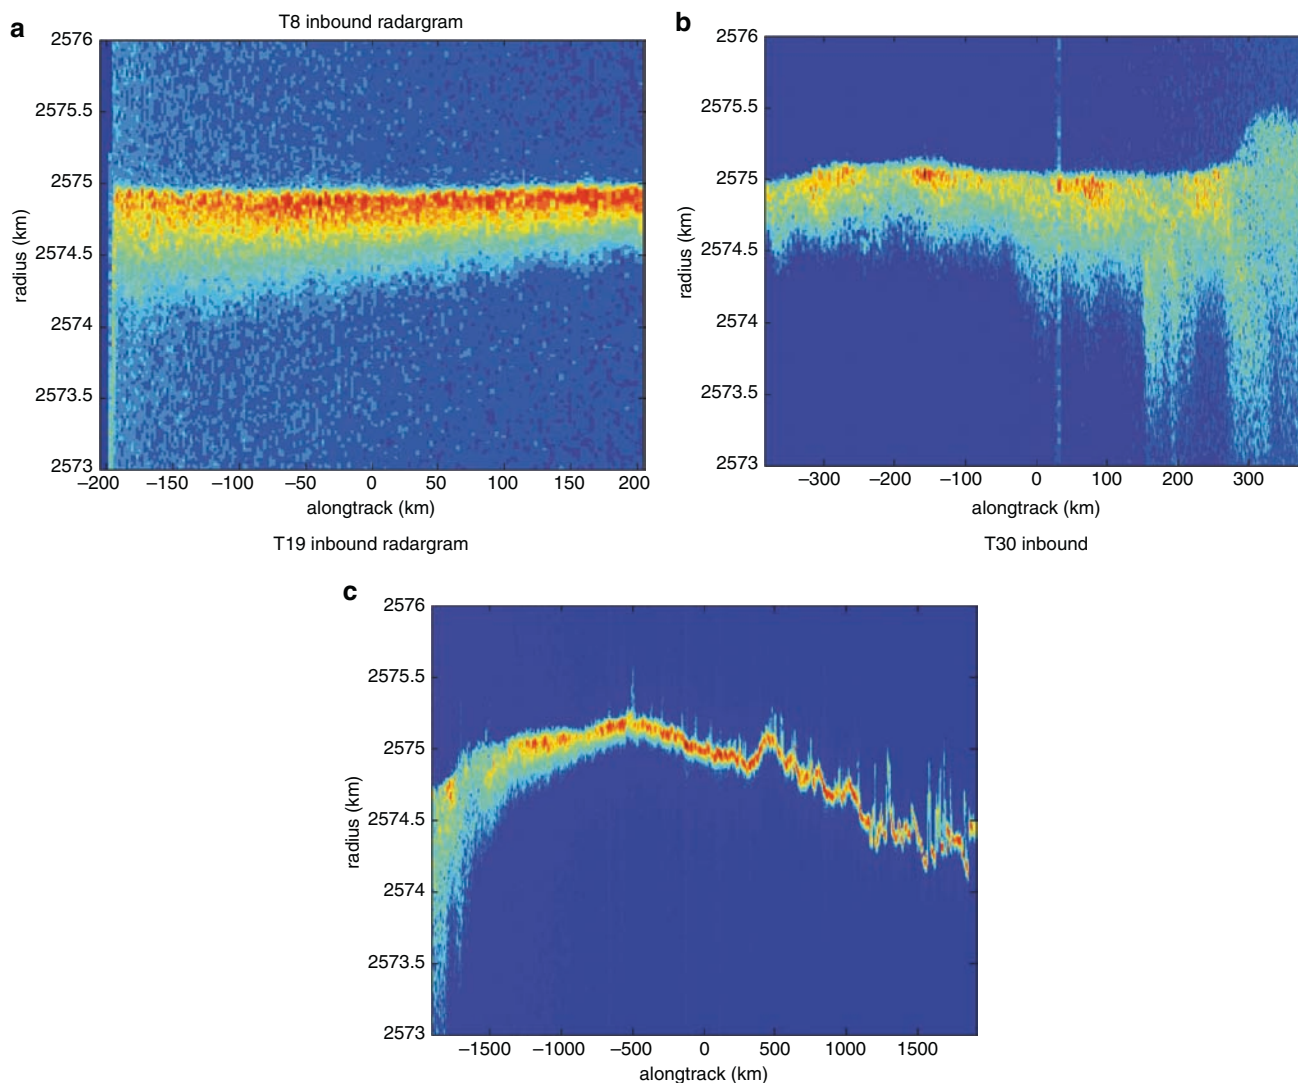 a
T8 inbound radargram
2576
2575.5
2575
2574.5
2574
2573.5
2573
radius (km)
−200 −150 −100 −50 0 50 100 150 200
alongtrack (km)
b
2576
2575.5
2575
2574.5
2574
2573.5
2573
radius (km)
−300 −200 −100 0 100 200 300
alongtrack (km)
T19 inbound radargram
T30 inbound
c
2576
2575.5
2575
2574.5
2574
2573.5
2573
radius (km)
−1500 −1000 −500 0 500 1000 1500
alongtrack (km)